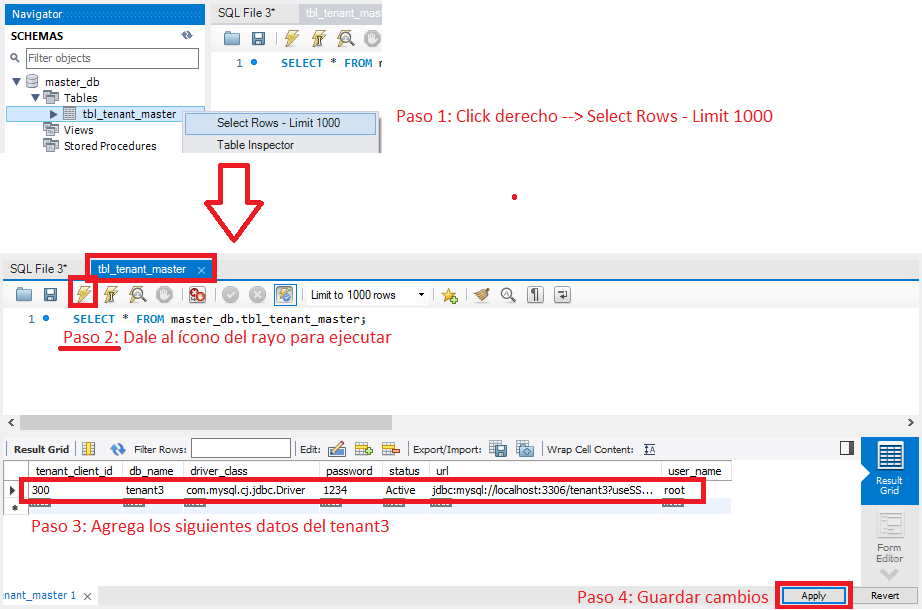 Navigator
SQL File 3*
tbl_tenant_mas
SCHEMAS
Filter objects
1
SELECT * FROM
master_db
Tables
tbl_tenant_master
Select Rows - Limit 1000
Paso 1: Click derecho --> Select Rows - Limit 1000
Views
Stored Procedures
Table Inspector
SQL File 3*
tbl_tenant_master
Limit to 1000 rows
1
SELECT * FROM master_db.tbl_tenant_master;
Paso 2: Dale al ícono del rayo para ejecutar
Result Grid
Filter Rows:
Edit:
Export/Import:
Wrap Cell Content:
tenant_client_id db_name driver_class password status url user_name
300 tenant3 com.mysql.cj.jdbc.Driver 1234 Active jdbc:mysql://localhost:3306/tenant3?useSS... root
NULL NULL NULL NULL NULL NULL NULL
Result
Grid
Paso 3: Agrega los siguientes datos del tenant3
Form
Editor
enant_master 1
Paso 4: Guardar cambios
Apply
Revert